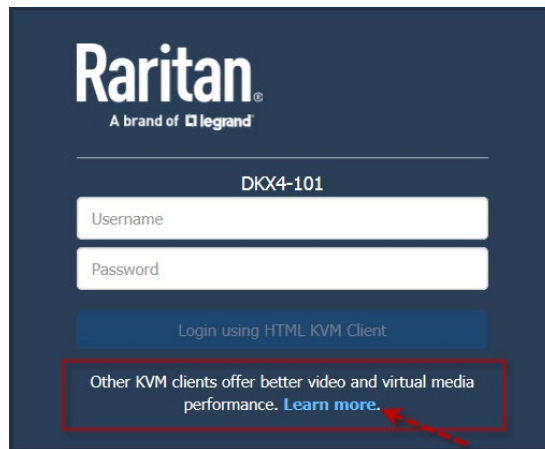 Raritan®
A brand of legrand®
DKX4-101
Username
Password
Login using HTML KVM Client
Other KVM clients offer better video and virtual media
performance. Learn more.